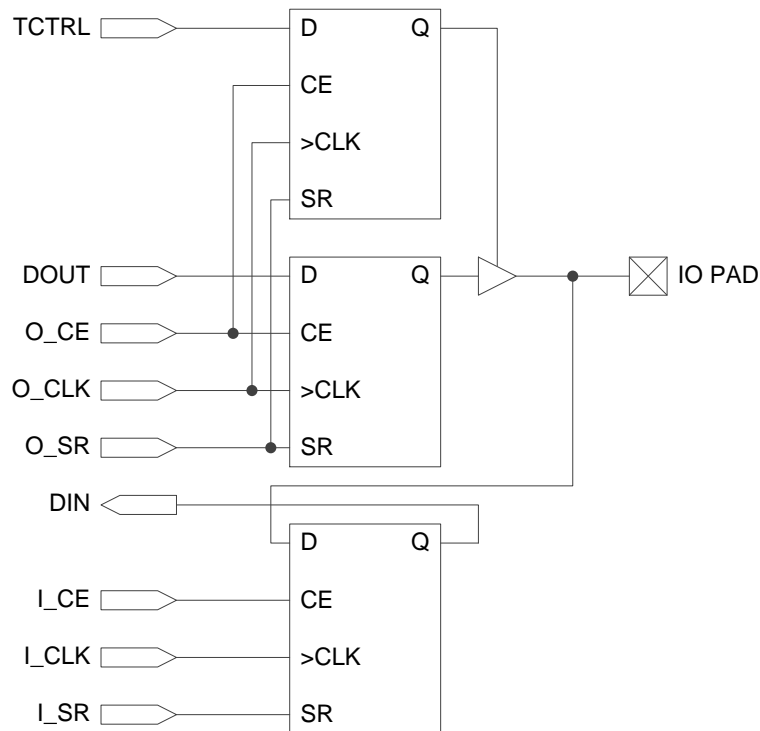 TCTRL
D Q
CE
>CLK
SR
DOUT
D Q
IO PAD
O_CE
CE
O_CLK
>CLK
O_SR
SR
DIN
D Q
I_CE
CE
I_CLK
>CLK
I_SR
SR